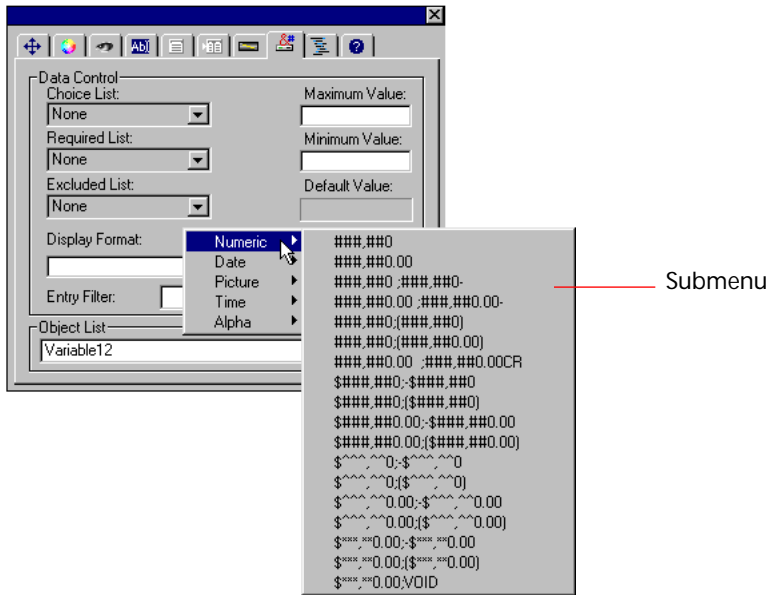 Data Control
Choice List:
None
Maximum Value:
Required List:
None
Minimum Value:
Excluded List:
None
Default Value:
Display Format:
Entry Filter:
Object List
Variable12
Numeric
Date
Picture
Time
Alpha
###,##0
###,##0.00
###,##0 ;###,##0-
###,##0.00 ;###,##0.00-
###,##0;(###,##0)
###,##0;(###,##0.00)
###,##0.00  ;###,##0.00CR
$###,##0;-$###,##0
$###,##0;($###,##0)
$###,##0.00;-$###,##0.00
$###,##0.00;($###,##0.00)
$^^^,^^0;-$^^^,^^0
$^^^,^^0;($^^^,^^0)
$^^^,^^0.00;-$^^^,^^0.00
$^^^,^^0.00;($^^^,^^0.00)
$***,**0.00;-$***,**0.00
$***,**0.00;($***,**0.00)
$***,**0.00;VOID
Submenu